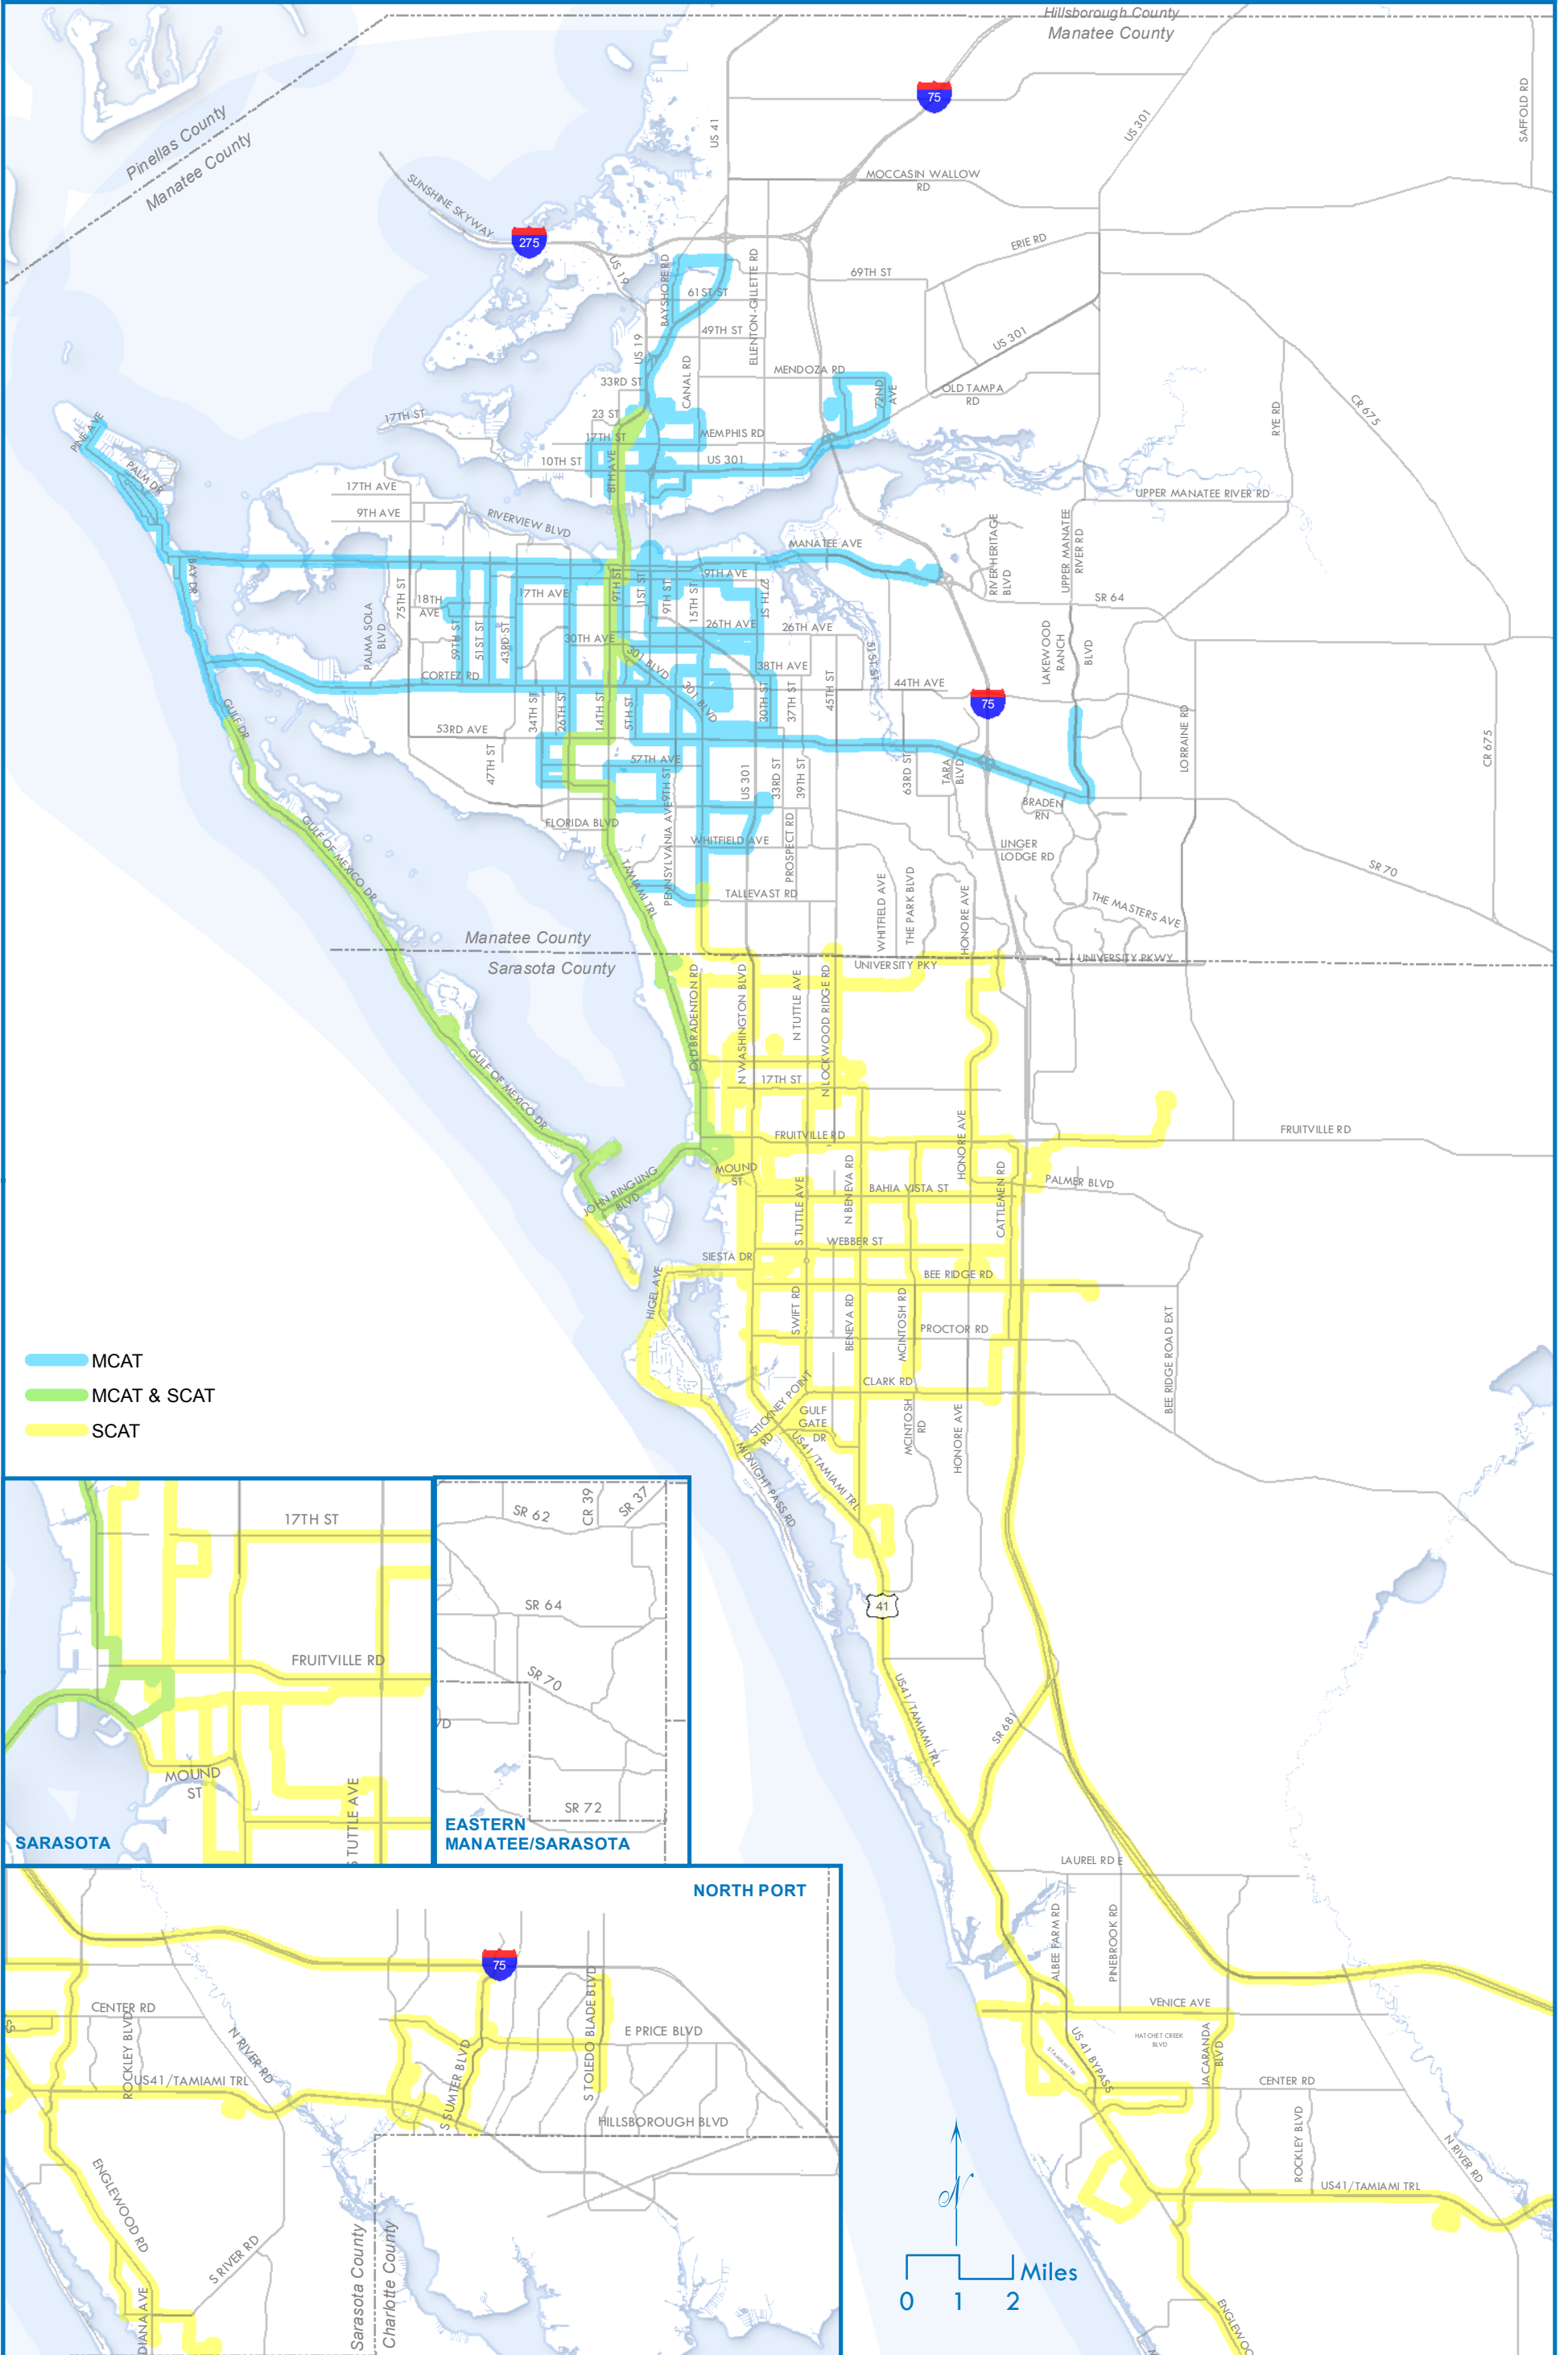 Hillsborough County
Manatee County
75
SAFFOLD RD
US 41
US 301
Pinellas County
Manatee County
MOCCASIN WALLOW
RD
SUNSHINE SKYWAY
275
ERIE RD
US 19
BAYSHORE RD
ELLENTON-GILLETTE RD
69TH ST
61ST ST
49TH ST
US 19
US 301
CANAL RD
MENDOZA RD
33RD ST
72ND
AVE
OLD TAMPA
RD
RYE RD
CR 675
PINE AVE
17TH ST
23 ST
17TH ST
MEMPHIS RD
10TH ST
8TH AVE
US 301
PALM DR
17TH AVE
9TH AVE
RIVERVIEW BLVD
UPPER MANATEE RIVER RD
RIVER HERITAGE
BLVD
UPPER MANATEE
RIVER RD
MANATEE AVE
BAY DR
75TH ST
18TH
AVE
17TH AVE
9TH ST
1ST ST
9TH ST
15TH ST
9TH AVE
27TH ST
SR 64
PALMA SOLA
BLVD
59TH ST
51ST ST
43RD ST
30TH AVE
26TH AVE
26TH AVE
51ST ST
LAKEWOOD
RANCH
BLVD
301 BLVD
38TH AVE
CORTEZ RD
44TH AVE
75
301 BLVD
GULF DR
34TH ST
26TH ST
14TH ST
5TH ST
30TH ST
37TH ST
45TH ST
53RD AVE
LORRAINE RD
CR 675
47TH ST
57TH AVE
9TH ST
US 301
33RD ST
39TH ST
63RD ST
TARA
BLVD
BRADEN
RN
FLORIDA BLVD
PENNSYLVANIA AVE
WHITFIELD AVE
PROSPECT RD
LINGER
LODGE RD
GULF OF MEXICO DR
TAMIAMI TRL
TALLEVAST RD
WHITFIELD AVE
THE PARK BLVD
HONORE AVE
SR 70
THE MASTERS AVE
Manatee County
Sarasota County
UNIVERSITY PKY
UNIVERSITY PKWY
OLD BRADENTON RD
N WASHINGTON BLVD
N TUTTLE AVE
N LOCKWOOD RIDGE RD
GULF OF MEXICO DR
17TH ST
FRUITVILLE RD
FRUITVILLE RD
HONORE AVE
MOUND
ST
JOHN RINGLING
BLVD
S TUTTLE AVE
N BENEVA RD
BAHIA VISTA ST
CATTLEMEN RD
PALMER BLVD
WEBBER ST
SIESTA DR
HIGEL AVE
BEE RIDGE RD
SWIFT RD
BENEVA RD
MCINTOSH RD
PROCTOR RD
BEE RIDGE ROAD EXT
CLARK RD
STICKNEY POINT
RD
GULF
GATE
DR
MCINTOSH
RD
HONORE AVE
MIDNIGHT PASS RD
US41/TAMIAMI TRL
MCAT
MCAT & SCAT
SCAT
17TH ST
FRUITVILLE RD
MOUND
ST
S TUTTLE AVE
SARASOTA
SR 62
CR 39
SR 37
SR 64
SR 70
VD
SR 72
EASTERN
MANATEE/SARASOTA
41
US41/TAMIAMI TRL
SR 681
LAUREL RD E
ALBEE FARM RD
PINEBROOK RD
VENICE AVE
HATCHET CREEK
BLVD
US 41 BYPASS
S TAMIAMI TRL
JACARANDA
BLVD
CENTER RD
ROCKLEY BLVD
N RIVER RD
US41/TAMIAMI TRL
ENGLEWOO
NORTH PORT
75
CENTER RD
SS
ROCKLEY BLVD
N RIVER RD
US41/TAMIAMI TRL
S SUMTER BLVD
S TOLEDO BLADE BLVD
E PRICE BLVD
HILLSBOROUGH BLVD
ENGLEWOOD RD
S RIVER RD
DIANA AVE
Sarasota County
Charlotte County
N
Miles
0 1 2